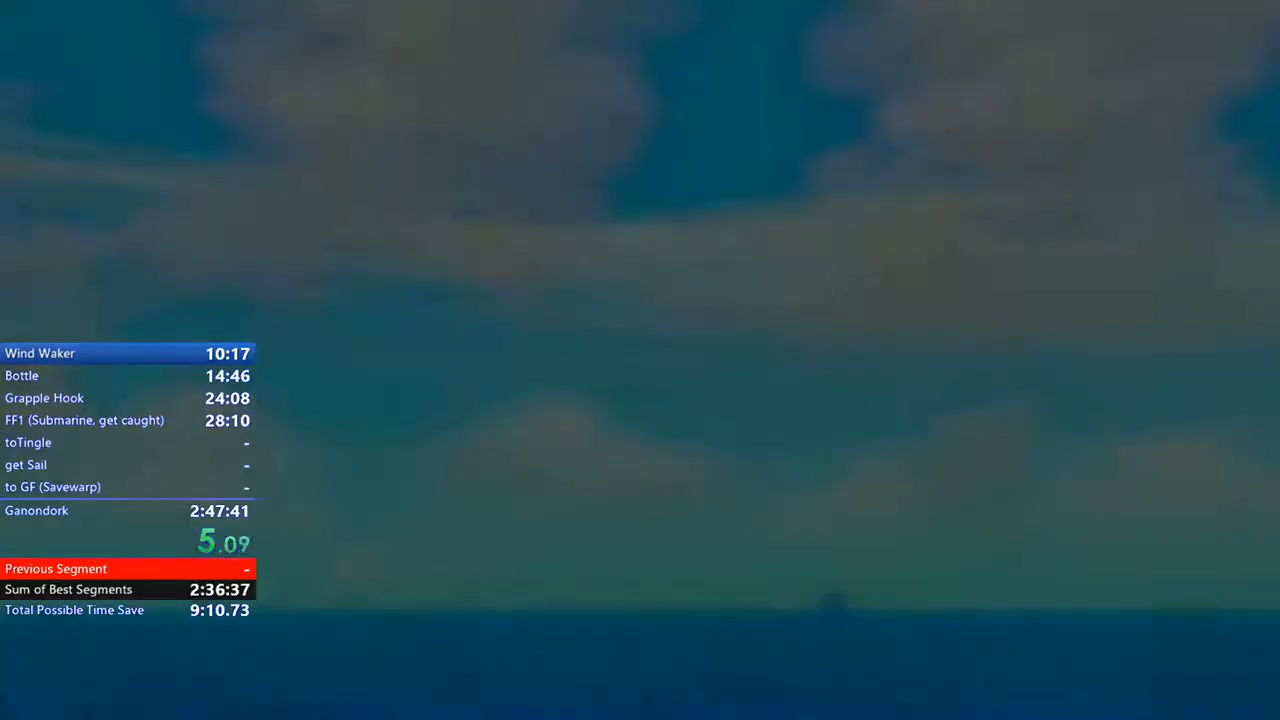 Wind Waker 10:17
Bottle 14:46
Grapple Hook 24:08
FF1 (Submarine, get caught) 28:10
toTingle -
get Sail -
to GF (Savewarp) -
Ganondork 2:47:41
5.09
Previous Segment -
Sum of Best Segments 2:36:37
Total Possible Time Save 9:10.73